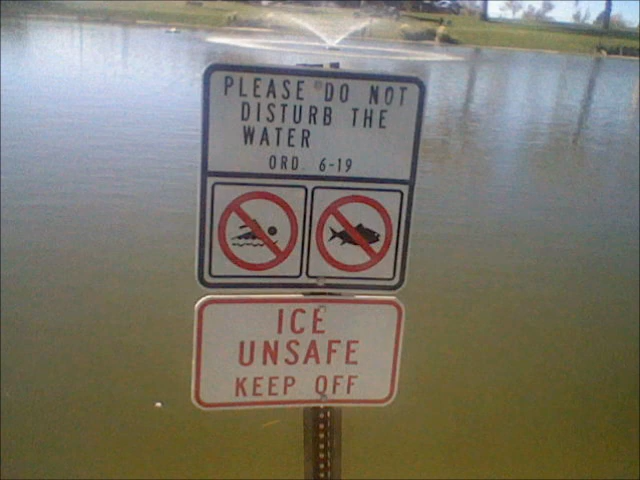 PLEASE DO NOT
DISTURB THE
WATER
ORD. 6-19
ICE
UNSAFE
KEEP OFF